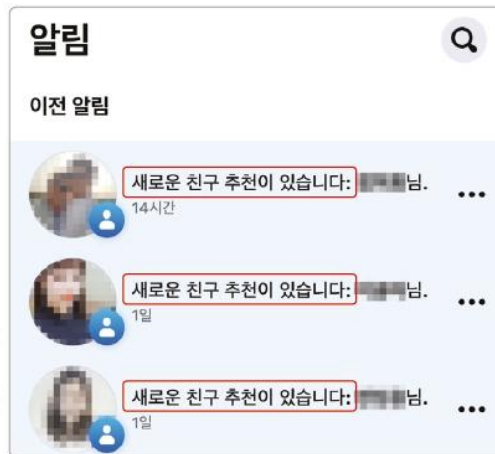 알림
이전 알림
새로운 친구 추천이 있습니다: 님.
14시간
새로운 친구 추천이 있습니다: 님.
1일
새로운 친구 추천이 있습니다: 님.
1일